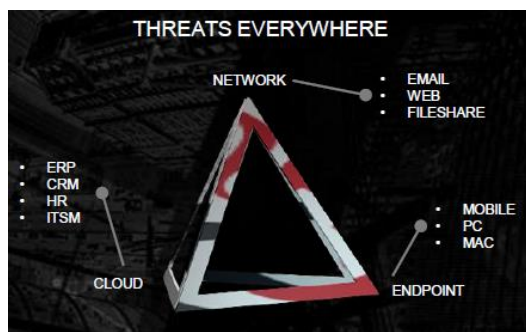 THREATS EVERYWHERE
NETWORK
• EMAIL
• WEB
• FILESHARE
• ERP
• CRM
• HR
• ITSM
CLOUD
• MOBILE
• PC
• MAC
ENDPOINT